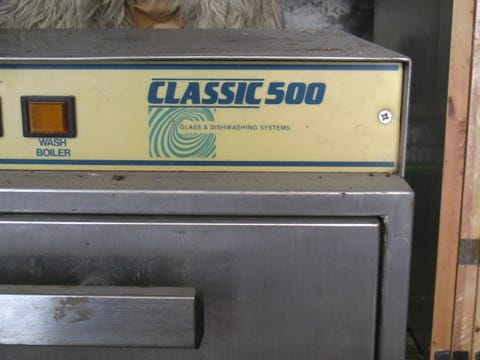 CLASSIC 500
GLASS & DISHWASHING SYSTEMS
WASH
BOILER